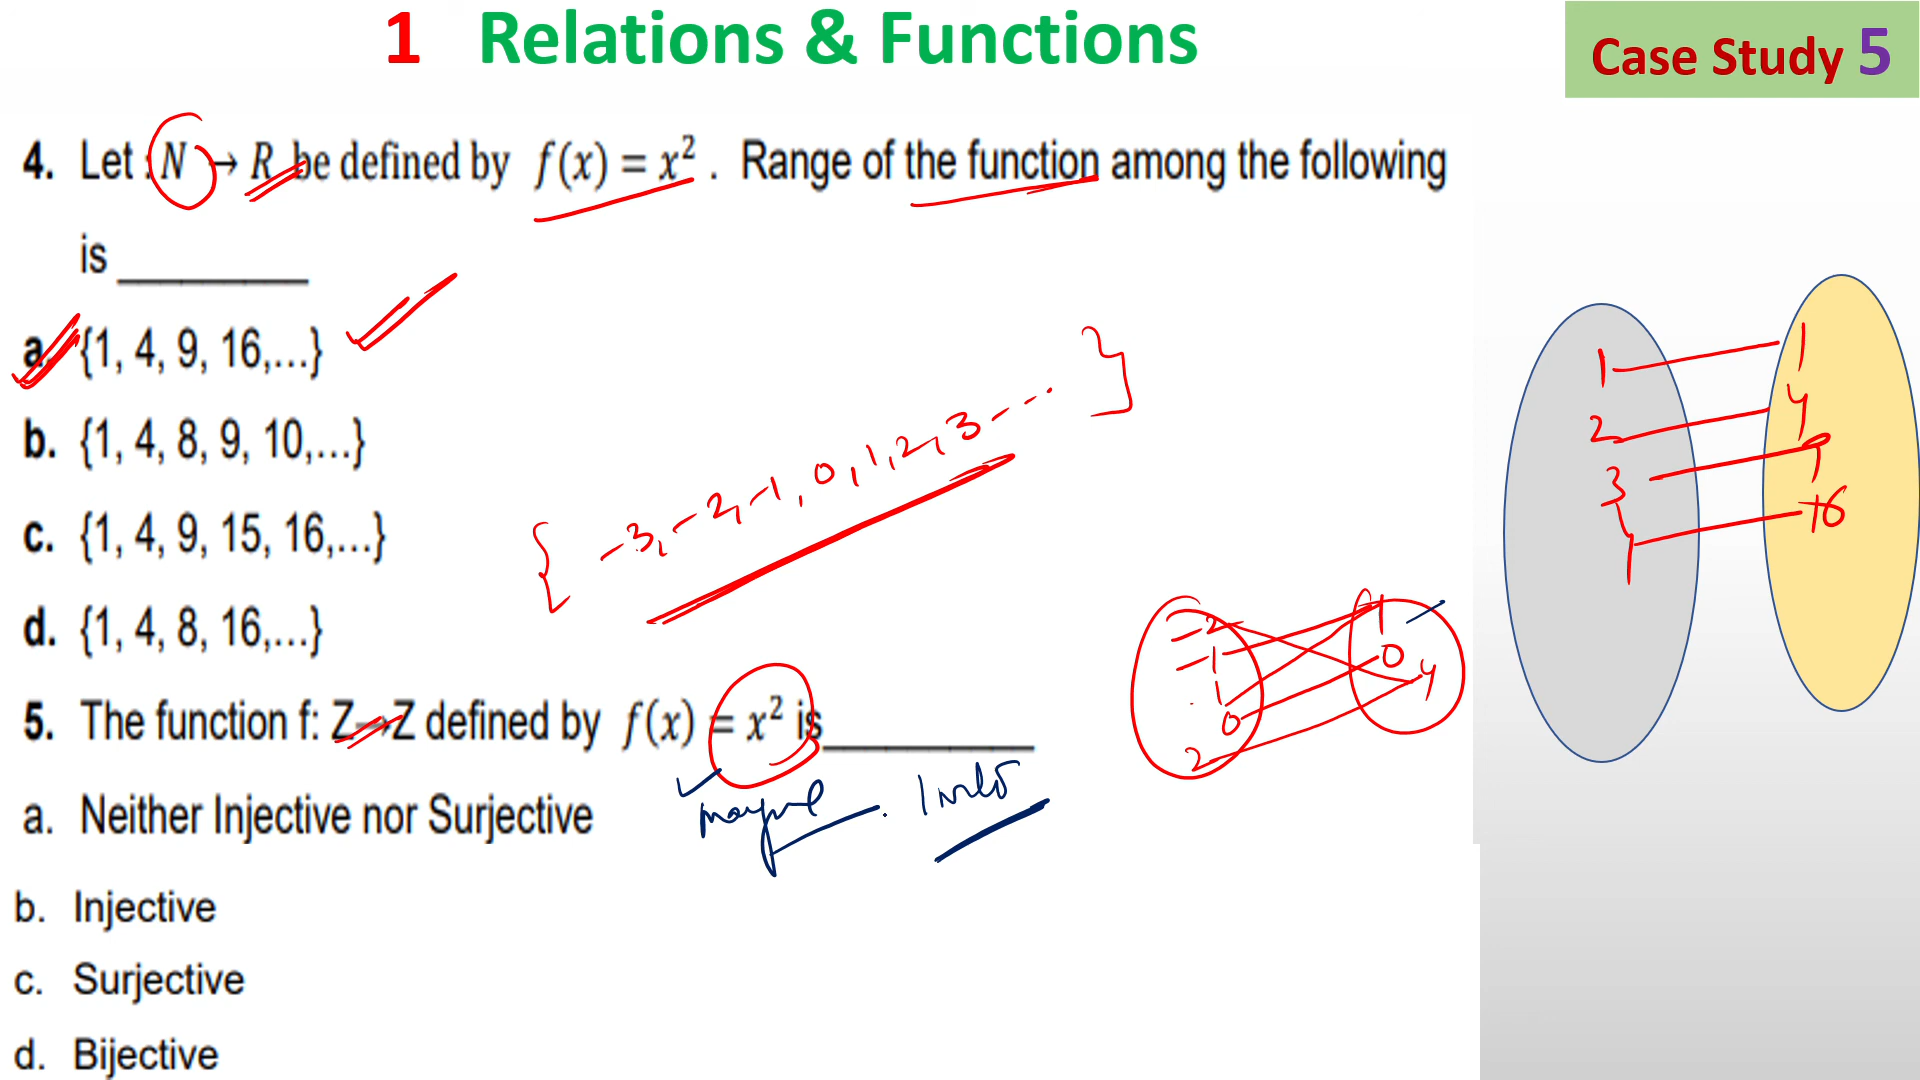 1 Relations & Functions
Case Study 5
4. Let : N → R be defined by f(x) = x² . Range of the function among the following
is __________
a. {1, 4, 9, 16,...}
b. {1, 4, 8, 9, 10,...}
c. {1, 4, 9, 15, 16,...}
d. {1, 4, 8, 16,...}
{ -3, -2, -1, 0, 1, 2, 3 --.. }
1 1
2 4
3 9
4 16
-2 1
-1 0
1 4
0
2
5. The function f: Z→Z defined by f(x) = x² is__________
a. Neither Injective nor Surjective
b. Injective
c. Surjective
d. Bijective